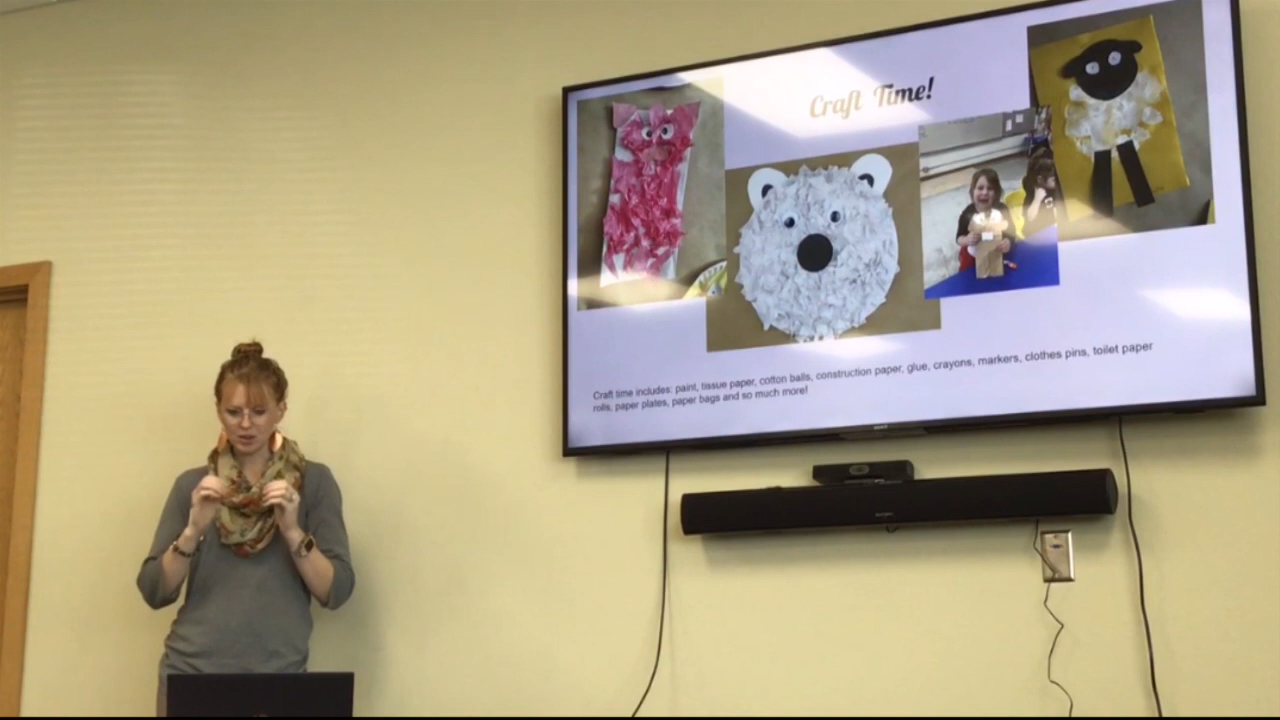 Craft Time!
Craft time includes: paint, tissue paper, cotton balls, construction paper, glue, crayons, markers, clothes pins, toilet paper
rolls, paper plates, paper bags and so much more!